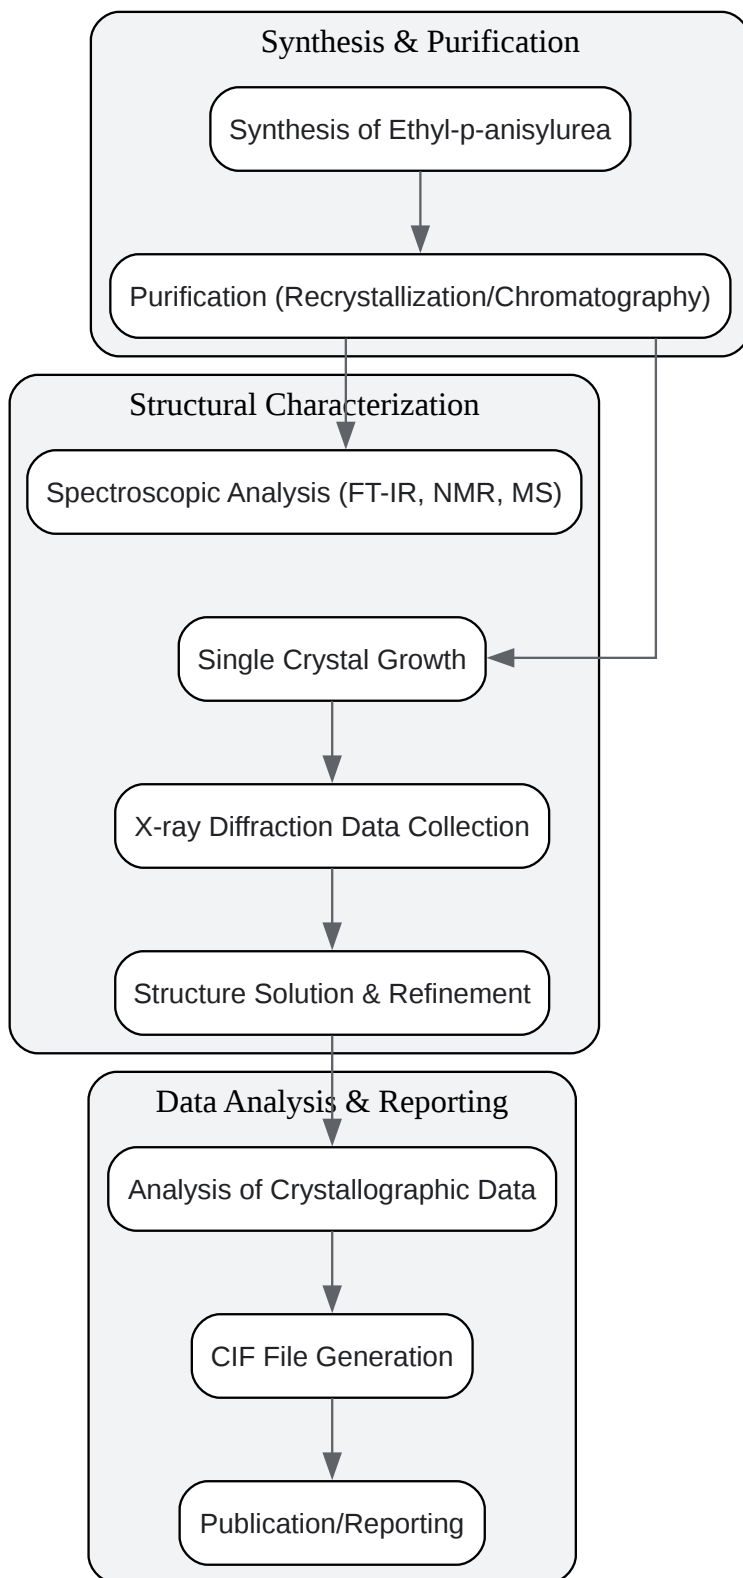 Synthesis & Purification
Synthesis of Ethyl-p-anisylurea
Purification (Recrystallization/Chromatography)
Structural Characterization
Spectroscopic Analysis (FT-IR, NMR, MS)
Single Crystal Growth
X-ray Diffraction Data Collection
Structure Solution & Refinement
Data Analysis & Reporting
Analysis of Crystallographic Data
CIF File Generation
Publication/Reporting